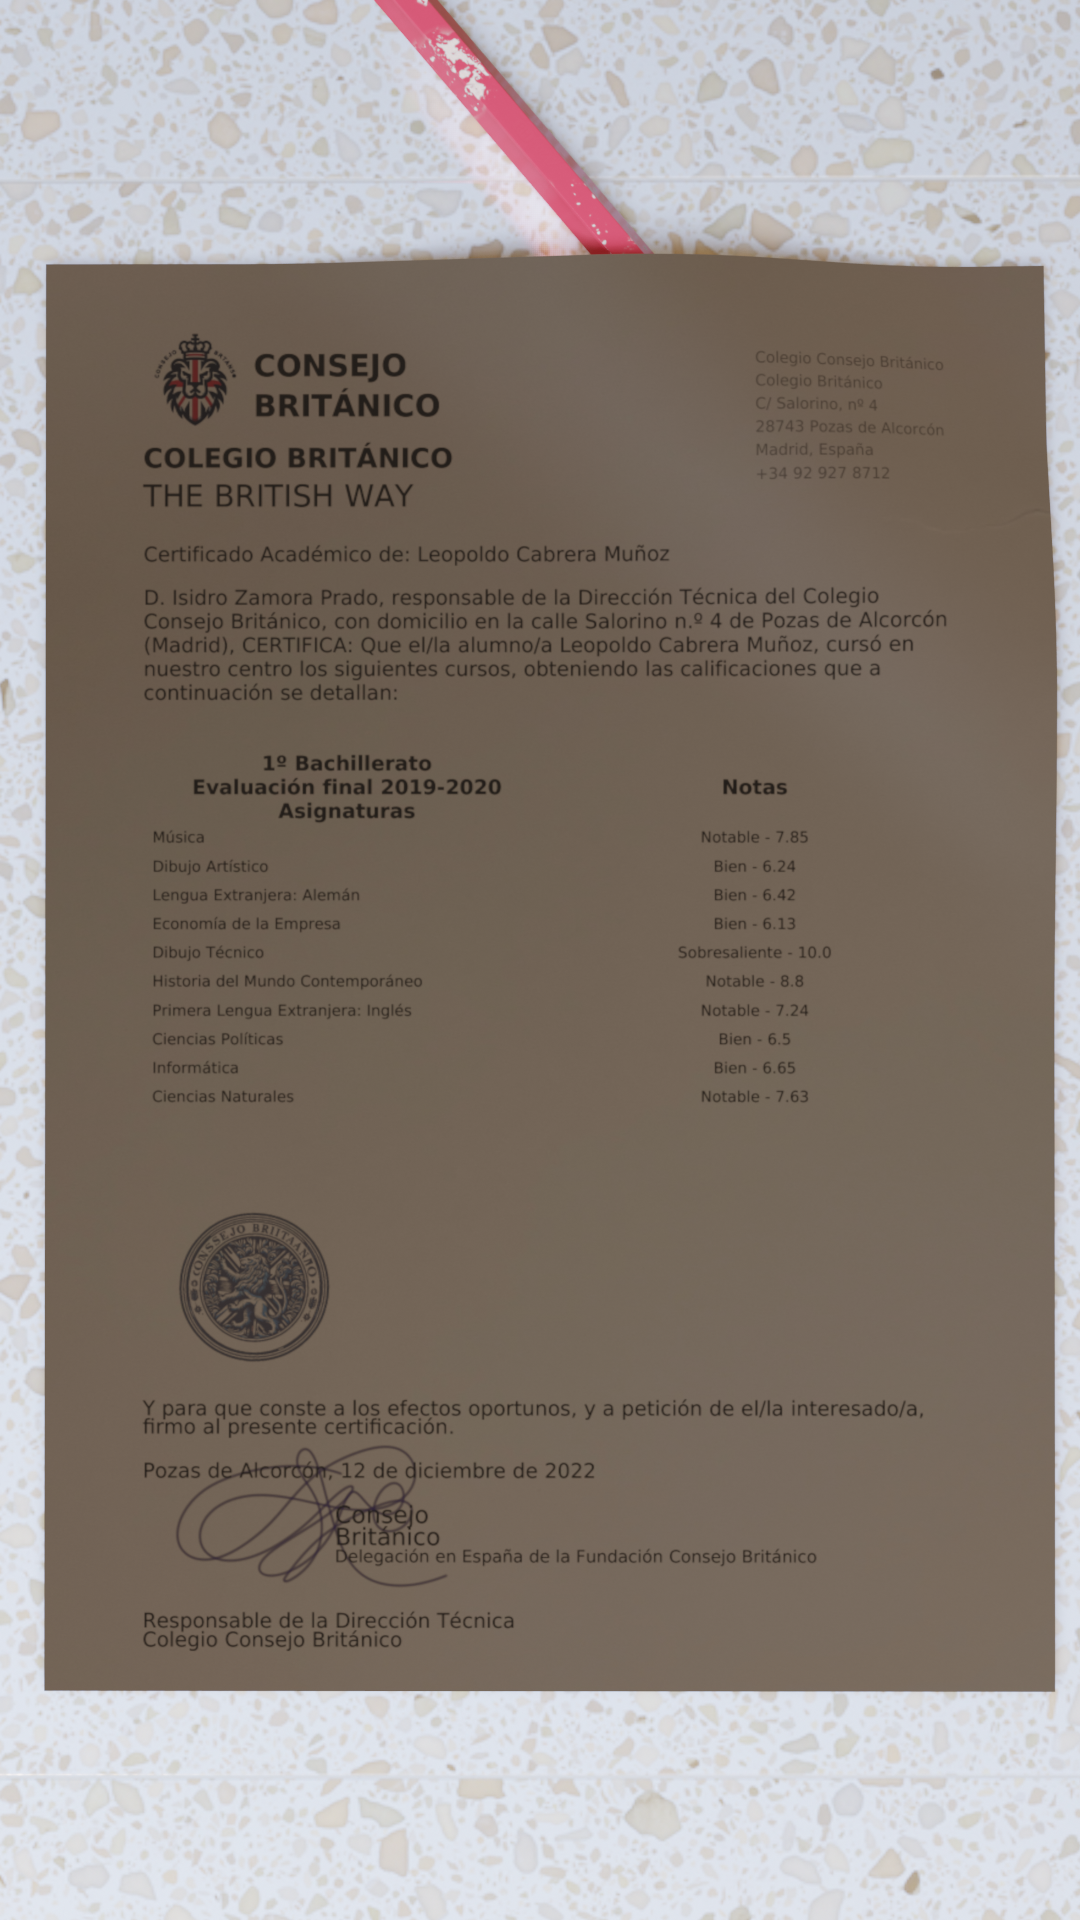 CONSEJO
BRITÁNICO
COLEGIO BRITÁNICO
THE BRITISH WAY
Colegio Consejo Británico
Colegio Británico
C/ Salorino, nº 4
28743 Pozas de Alcorcón
Madrid, España
+34 92 927 8712
Certificado Académico de: Leopoldo Cabrera Muñoz
D. Isidro Zamora Prado, responsable de la Dirección Técnica del Colegio
Consejo Británico, con domicilio en la calle Salorino n.º 4 de Pozas de Alcorcón
(Madrid), CERTIFICA: Que el/la alumno/a Leopoldo Cabrera Muñoz, cursó en
nuestro centro los siguientes cursos, obteniendo las calificaciones que a
continuación se detallan:
1º Bachillerato
Evaluación final 2019-2020 Notas
Asignaturas
Música Notable - 7.85
Dibujo Artístico Bien - 6.24
Lengua Extranjera: Alemán Bien - 6.42
Economía de la Empresa Bien - 6.13
Dibujo Técnico Sobresaliente - 10.0
Historia del Mundo Contemporáneo Notable - 8.8
Primera Lengua Extranjera: Inglés Notable - 7.24
Ciencias Políticas Bien - 6.5
Informática Bien - 6.65
Ciencias Naturales Notable - 7.63
Y para que conste a los efectos oportunos, y a petición de el/la interesado/a,
firmo al presente certificación.
Pozas de Alcorcón, 12 de diciembre de 2022
Consejo
Británico
Delegación en España de la Fundación Consejo Británico
Responsable de la Dirección Técnica
Colegio Consejo Británico